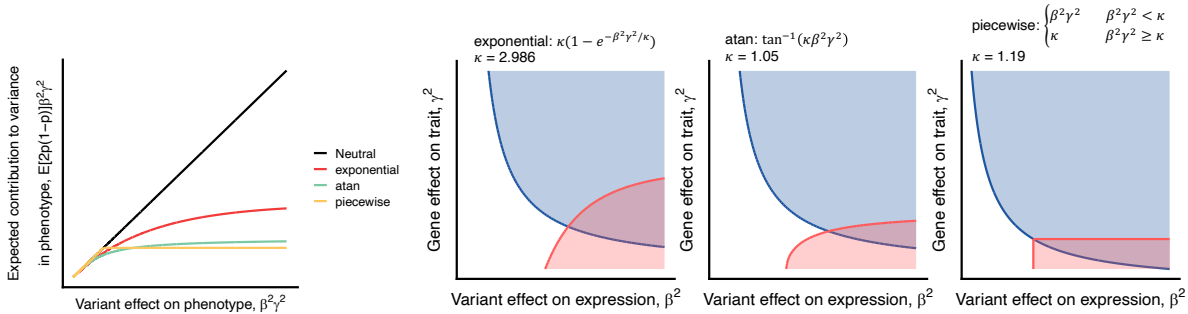 Expected contribution to variance
in phenotype, E[2p(1−p)]β²γ²
Variant effect on phenotype, β²γ²
Neutral
exponential
atan
piecewise
exponential: κ(1 − e^{−β²γ²/κ})
κ = 2.986
Gene effect on trait, γ²
Variant effect on expression, β²
atan: tan⁻¹(κβ²γ²)
κ = 1.05
Gene effect on trait, γ²
Variant effect on expression, β²
piecewise: { β²γ² β²γ² < κ
κ β²γ² ≥ κ
κ = 1.19
Gene effect on trait, γ²
Variant effect on expression, β²